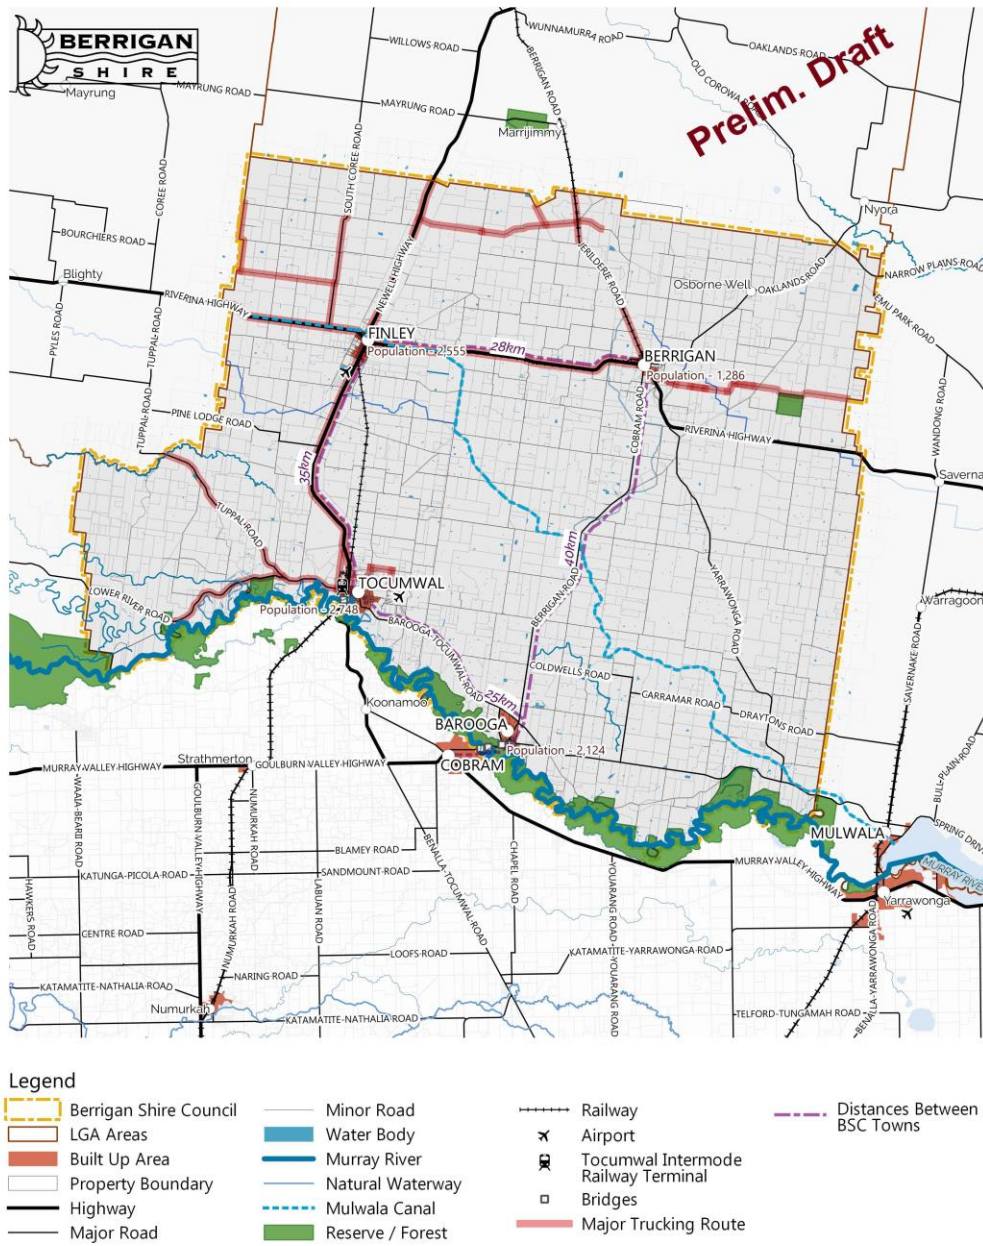 BERRIGAN
SHIRE
Prelim. Draft
WILLOWS ROAD
WUNNAMURRA ROAD
OAKLANDS ROAD
BERRIGAN ROAD
OLD COROWA ROAD
Mayrung
MAYRUNG ROAD
MAYRUNG ROAD
Marrijimmy
COREE ROAD
SOUTH COREE ROAD
Nyora
BOURCHIERS ROAD
NEWELL HIGHWAY
JERILDERIE ROAD
OAKLANDS ROAD
NARROW PLAINS ROAD
Osborne Well
Blighty
EMU PARK ROAD
RIVERINA HIGHWAY
FINLEY
Population - 2,555
28km
BERRIGAN
Population - 1,286
PYLES ROAD
TUPPAL ROAD
TUPPAL ROAD
PINE LODGE ROAD
COBRAM ROAD
RIVERINA HIGHWAY
WANDONG ROAD
Savernake
35km
TUPPAL ROAD
40km
YARRAWONGA ROAD
TOCUMWAL
Population - 2,748
LOWER RIVER ROAD
BERRIGAN ROAD
Warragoon
BAROOGA-TOCUMWAL ROAD
COLDWELLS ROAD
25km
GARRAMAR ROAD
DRAYTONS ROAD
SAVERNAKE ROAD
Koonamoo
BAROOGA
Population - 2,124
COBRAM
Strathmerton
MURRAY VALLEY HIGHWAY
GOULBURN VALLEY HIGHWAY
BULL PLAIN ROAD
WAAIA-BEARII ROAD
GOULBURN VALLEY HIGHWAY
NUMURKAH ROAD
MULWALA
SPRING DRIVE
MURRAY RIVER
BLAMEY ROAD
KATUNGA-PICOLA ROAD
SANDMOUNT ROAD
BENALLA-TOCUMWAL ROAD
CHAPEL ROAD
YOUARANG ROAD
MURRAY VALLEY HIGHWAY
Yarrawonga
HAWKERS ROAD
LABUAN ROAD
NUMURKAH ROAD
CENTRE ROAD
LOOFS ROAD
KATAMATITE-YARRAWONGA ROAD
YOUARANG ROAD
NARING ROAD
KATAMATITE-NATHALIA ROAD
Numurkah
KATAMATITE-NATHALIA ROAD
TELFORD-TUNGAMAH ROAD
BENALLA-YARRAWONGA ROAD
Legend
Berrigan Shire Council
LGA Areas
Built Up Area
Property Boundary
Highway
Major Road
Minor Road
Water Body
Murray River
Natural Waterway
Mulwala Canal
Reserve / Forest
Railway
Airport
Tocumwal Intermode
Railway Terminal
Bridges
Major Trucking Route
Distances Between
BSC Towns